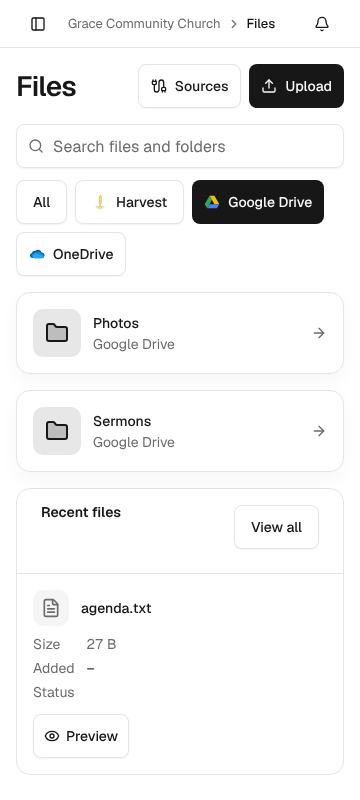 Grace Community Church > Files
Files
Sources
Upload
Search files and folders
All
Harvest
Google Drive
OneDrive
Photos
Google Drive
Sermons
Google Drive
Recent files
View all
agenda.txt
Size 27 B
Added –
Status
Preview